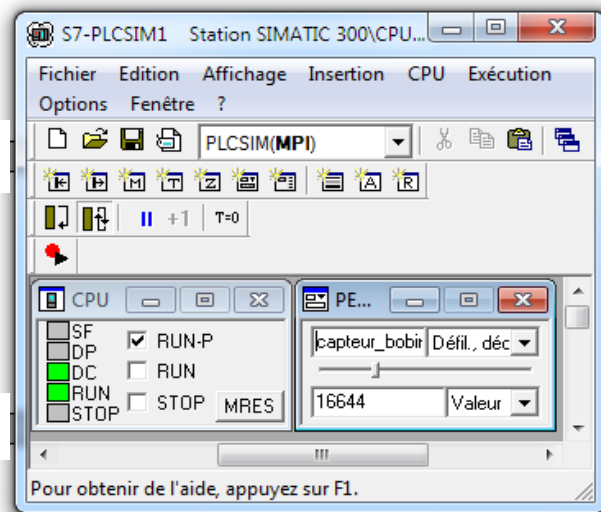 S7-PLCSIM1 Station SIMATIC 300\CPU...
Fichier Edition Affichage Insertion CPU Exécution
Options Fenêtre ?
PLCSIM(MPI)
+1 T=0
CPU
SF
DP
DC
RUN
STOP
RUN-P
RUN
STOP MRES
PE...
capteur_bobir Défil., déc
16644 Valeur
Pour obtenir de l'aide, appuyez sur F1.